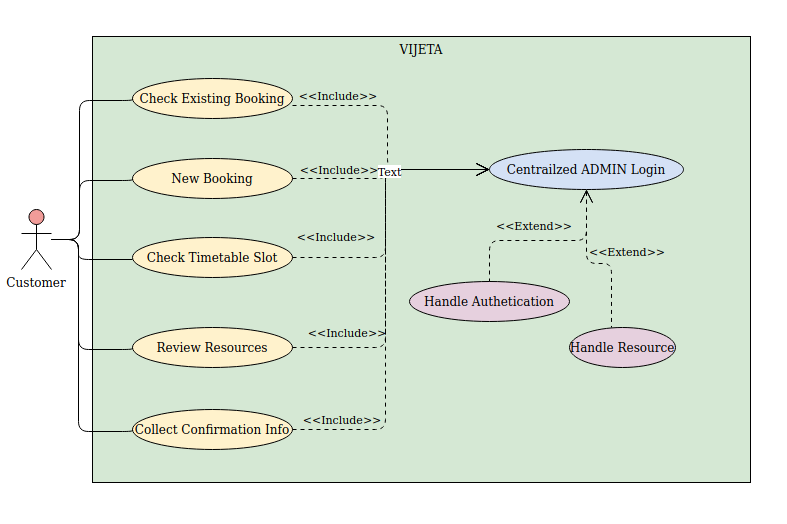 VIJETA
Check Existing Booking
<<Include>>
New Booking
<<Include>>
Text
Centrailzed ADMIN Login
Check Timetable Slot
<<Include>>
<<Extend>>
<<Extend>>
Customer
Handle Authetication
Review Resources
<<Include>>
Handle Resource
Collect Confirmation Info
<<Include>>